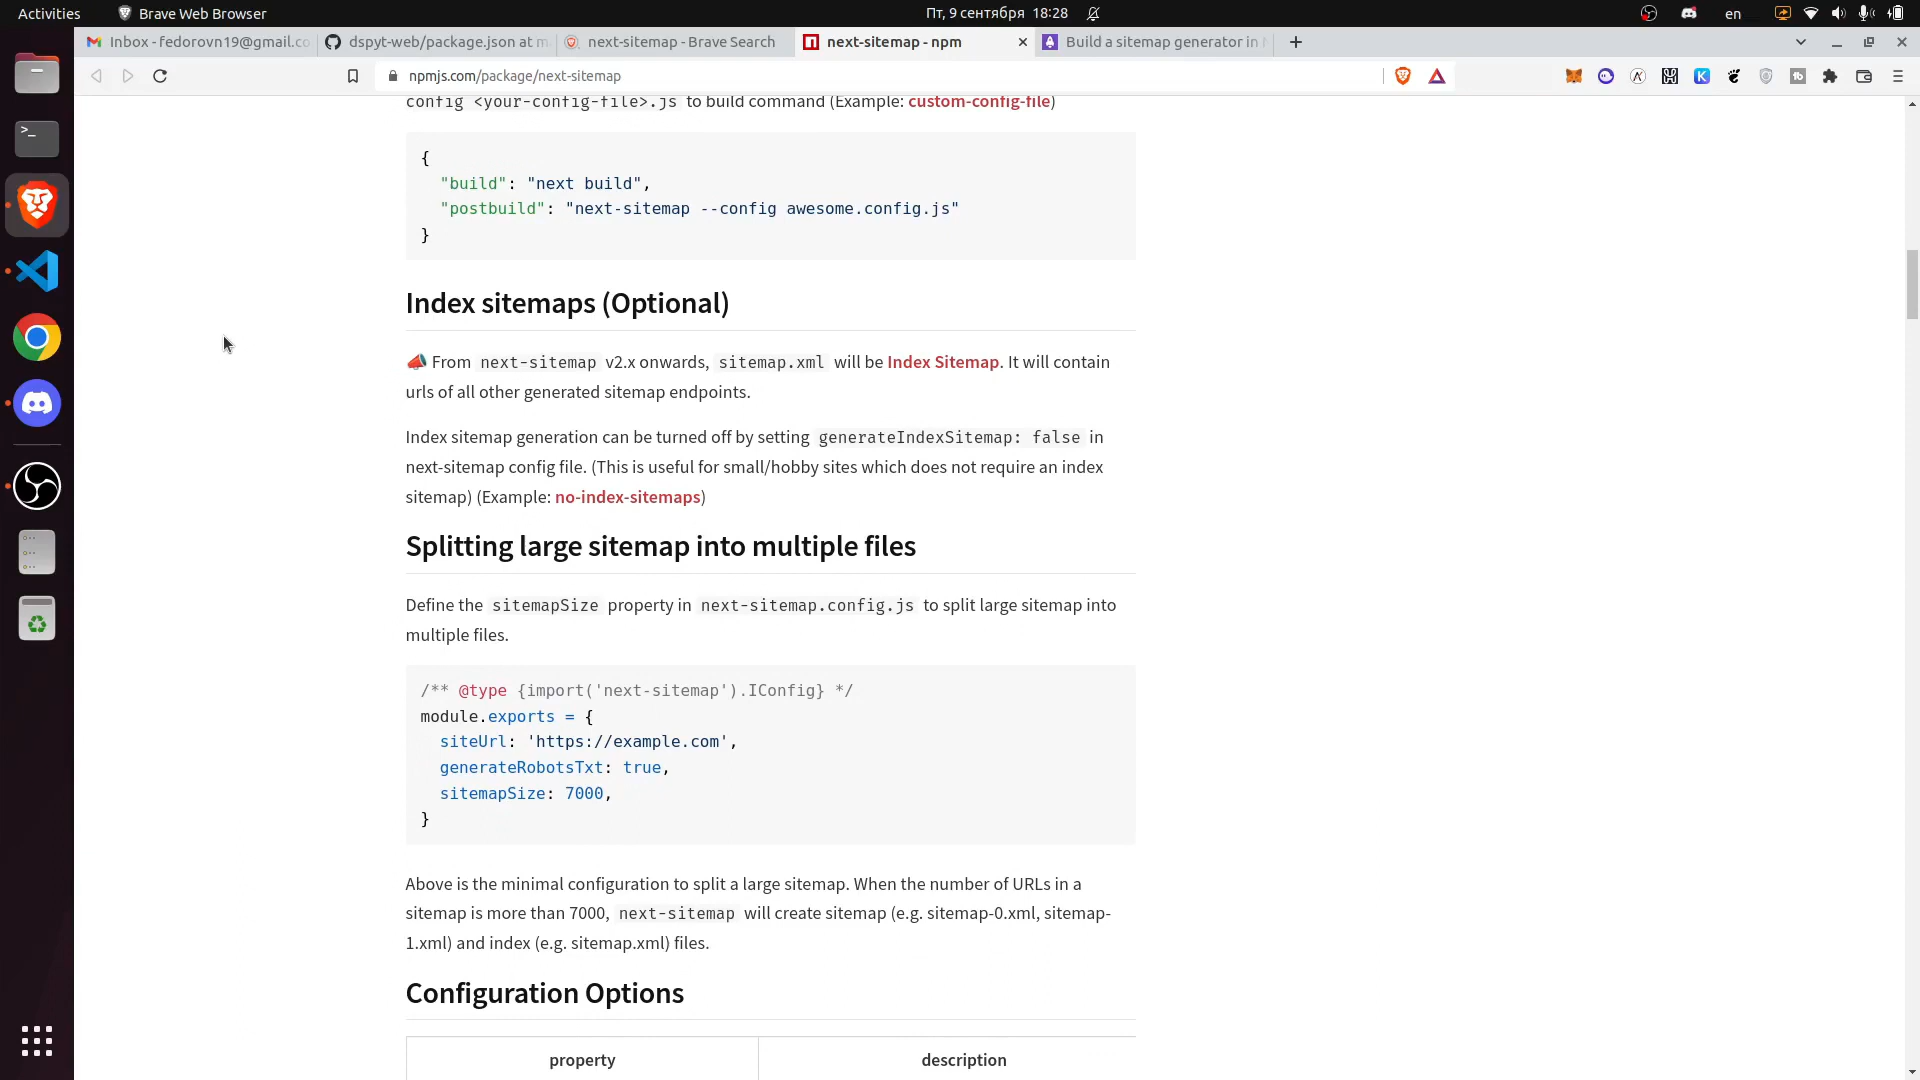 Activities
Brave Web Browser
Пт, 9 сентября 18:28
en
Inbox - fedorovn19@gmail.co
dspyt-web/package.json at m
next-sitemap - Brave Search
next-sitemap - npm
Build a sitemap generator in
npmjs.com/package/next-sitemap
config <your-config-file>.js to build command (Example: custom-config-file)
{
"build": "next build",
"postbuild": "next-sitemap --config awesome.config.js"
}
Index sitemaps (Optional)
📣 From next-sitemap v2.x onwards, sitemap.xml will be Index Sitemap. It will contain
urls of all other generated sitemap endpoints.
Index sitemap generation can be turned off by setting generateIndexSitemap: false in
next-sitemap config file. (This is useful for small/hobby sites which does not require an index
sitemap) (Example: no-index-sitemaps)
Splitting large sitemap into multiple files
Define the sitemapSize property in next-sitemap.config.js to split large sitemap into
multiple files.
/** @type {import('next-sitemap').IConfig} */
module.exports = {
siteUrl: 'https://example.com',
generateRobotsTxt: true,
sitemapSize: 7000,
}
Above is the minimal configuration to split a large sitemap. When the number of URLs in a
sitemap is more than 7000, next-sitemap will create sitemap (e.g. sitemap-0.xml, sitemap-
1.xml) and index (e.g. sitemap.xml) files.
Configuration Options
property
description